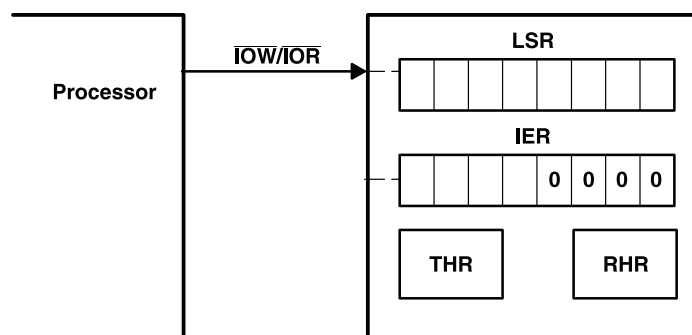 LSR
IOW/IOR
Processor
IER
0 0 0 0
THR RHR